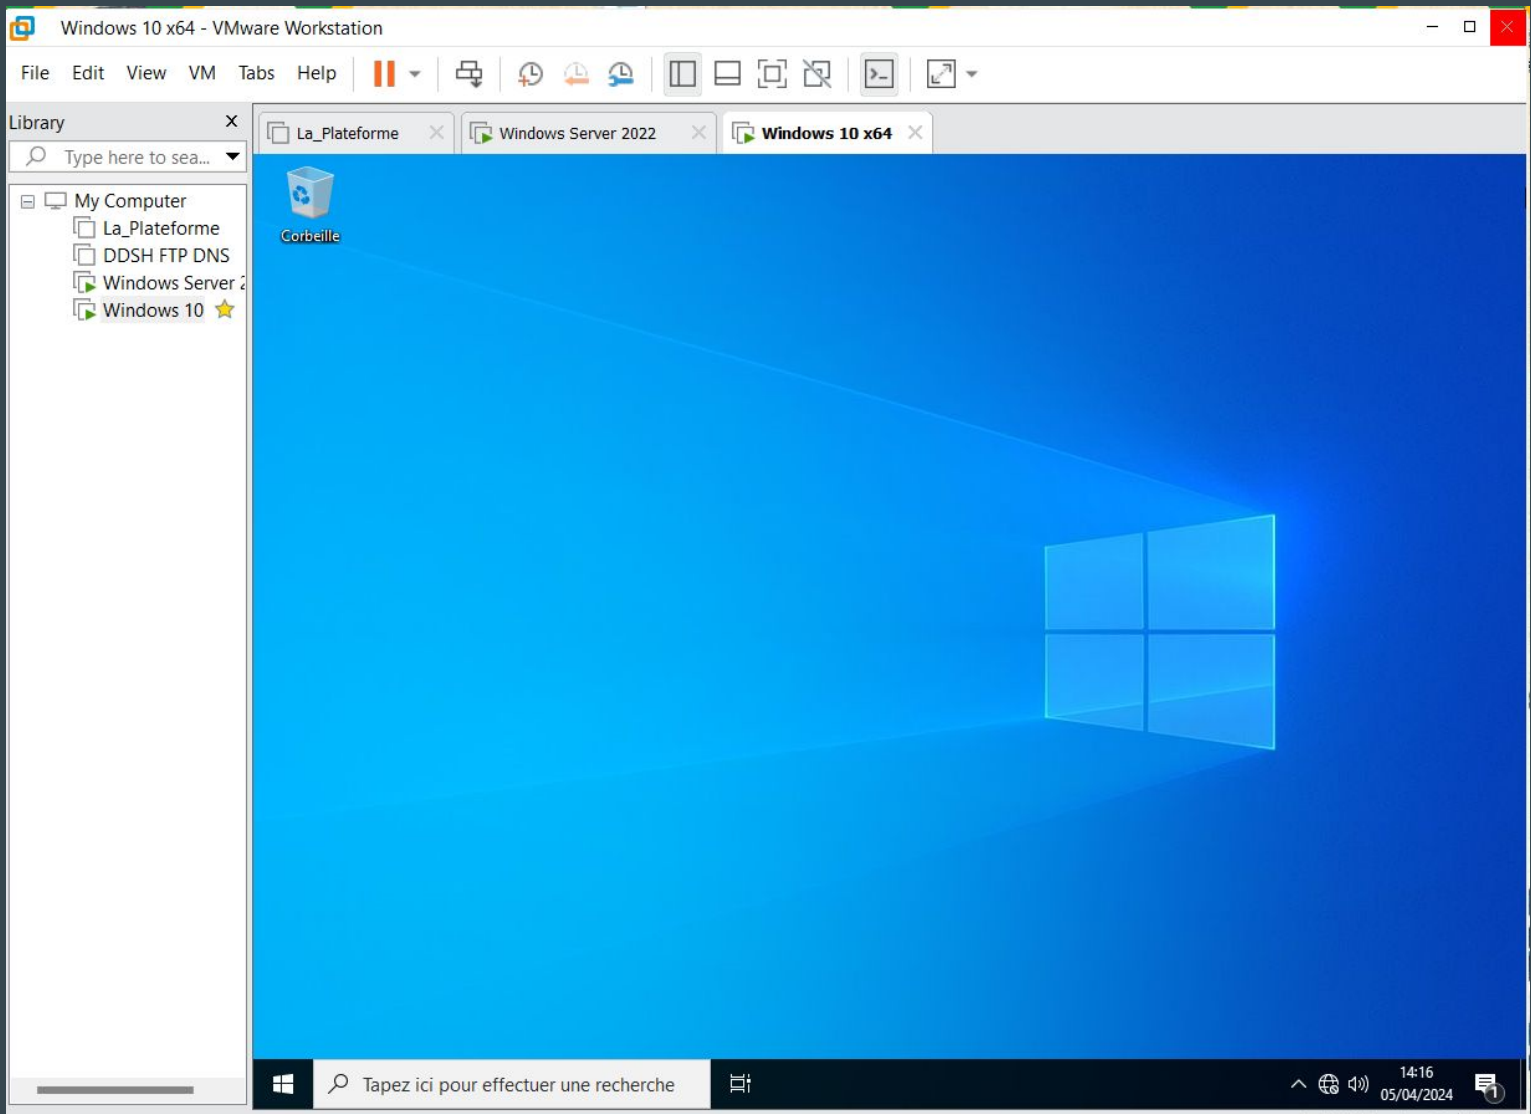 Windows 10 x64 - VMware Workstation
File Edit View VM Tabs Help
Library
Type here to sea...
My Computer
La_Plateforme
DDSH FTP DNS
Windows Server 2
Windows 10
La_Plateforme
Windows Server 2022
Windows 10 x64
Corbeille
Tapez ici pour effectuer une recherche
14:16
05/04/2024
1